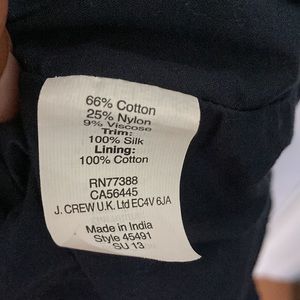 66% Cotton
25% Nylon
9% Viscose
Trim:
100% Silk
Lining:
100% Cotton
RN77388
CA56445
J. CREW U.K. Ltd EC4V 6JA
Made in India
Style 45491
SU 13